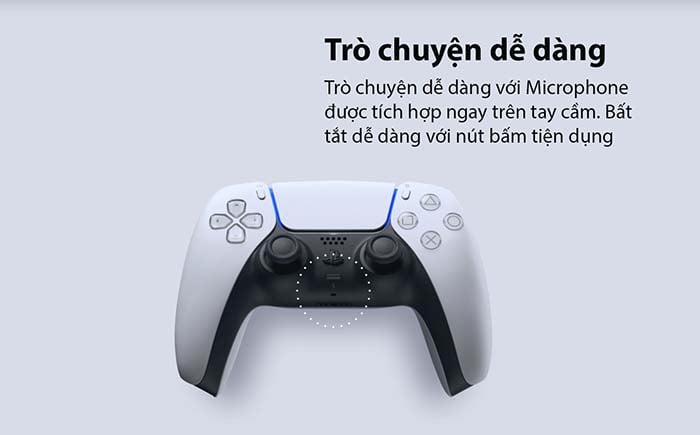 Trò chuyện dễ dàng
Trò chuyện dễ dàng với Microphone
được tích hợp ngay trên tay cầm. Bất
tắt dễ dàng với nút bấm tiện dụng